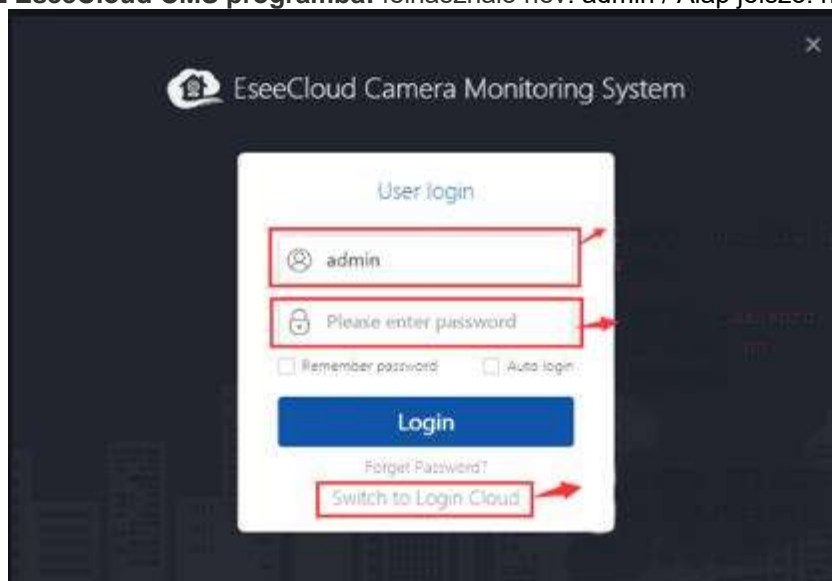 EseeCloud CMS programba: felhasználó név: admin / Alap jelszó:
EseeCloud Camera Monitoring System
User login
admin
Please enter password
Remember password Auto login
Login
Forget Password?
Switch to Login Cloud